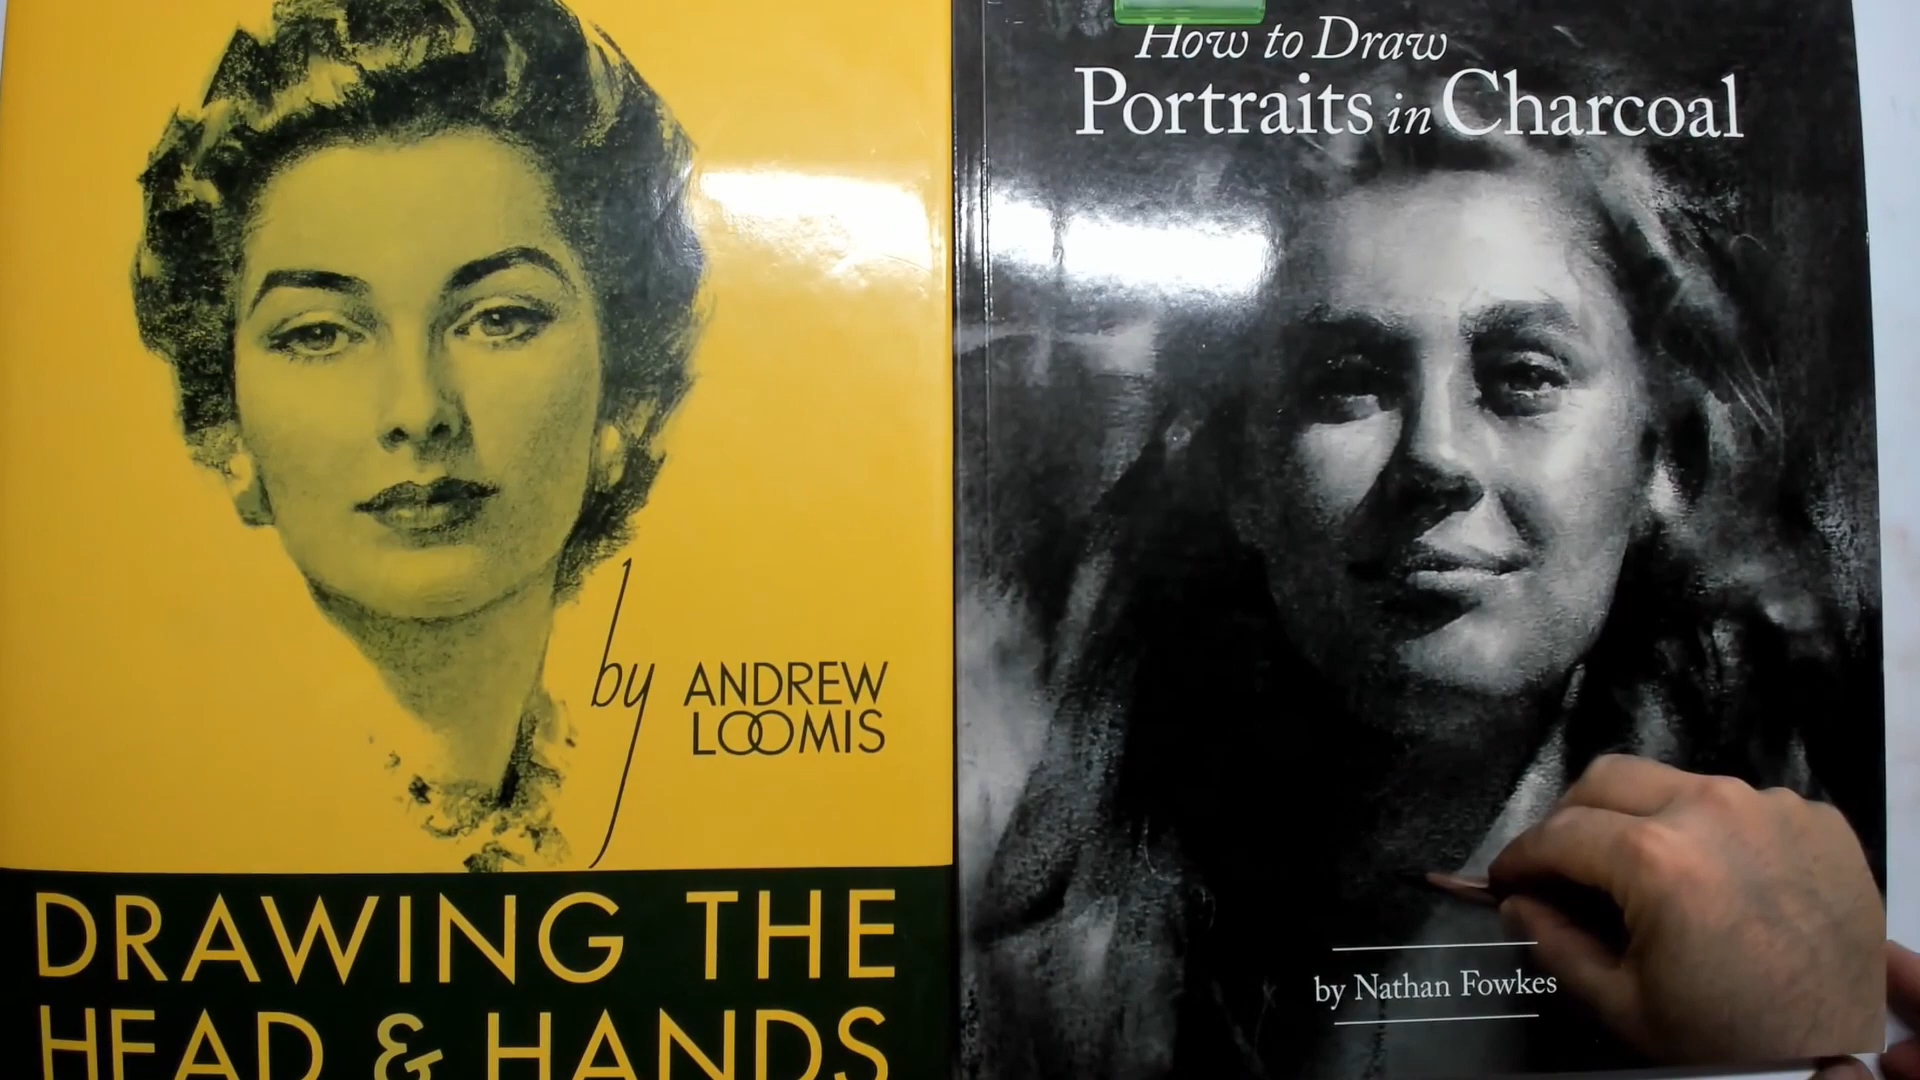 by ANDREW
LOOMIS
DRAWING THE
HEAD & HANDS
How to Draw
Portraits in Charcoal
by Nathan Fowkes